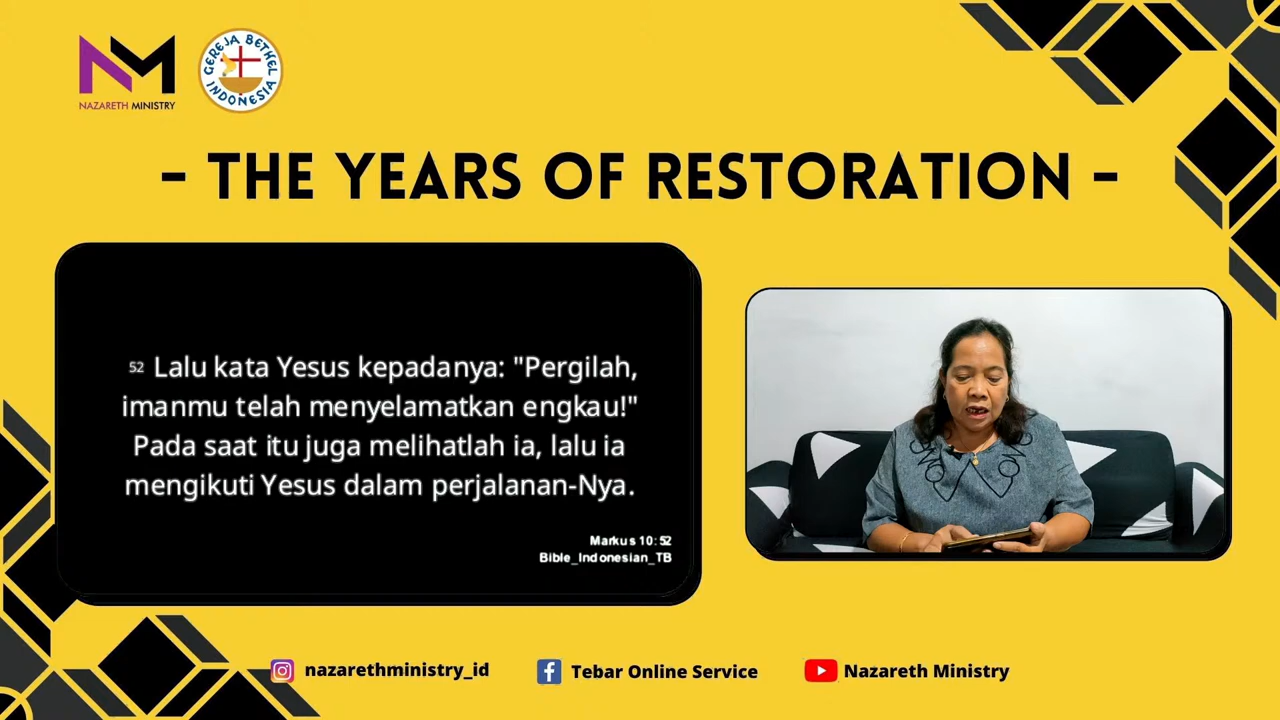 NAZARETH MINISTRY
GEREJA BETHEL INDONESIA
- THE YEARS OF RESTORATION -
52 Lalu kata Yesus kepadanya: "Pergilah,
imanmu telah menyelamatkan engkau!"
Pada saat itu juga melihatlah ia, lalu ia
mengikuti Yesus dalam perjalanan-Nya.
Markus 10:52
Bible_Indonesian_TB
nazarethministry_id
Tebar Online Service
Nazareth Ministry